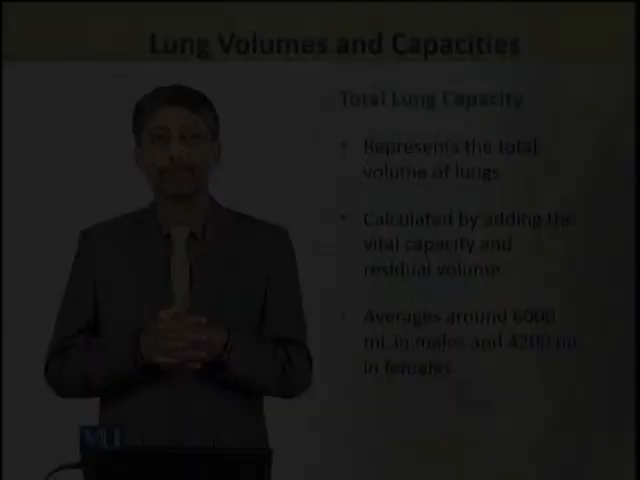 Lung Volumes and Capacities
Total Lung Capacity
• Represents the total
volume of lungs
• Calculated by adding the
vital capacity and
residual volume
• Averages around 6000
mL in males and 4200 mL
in females
VU